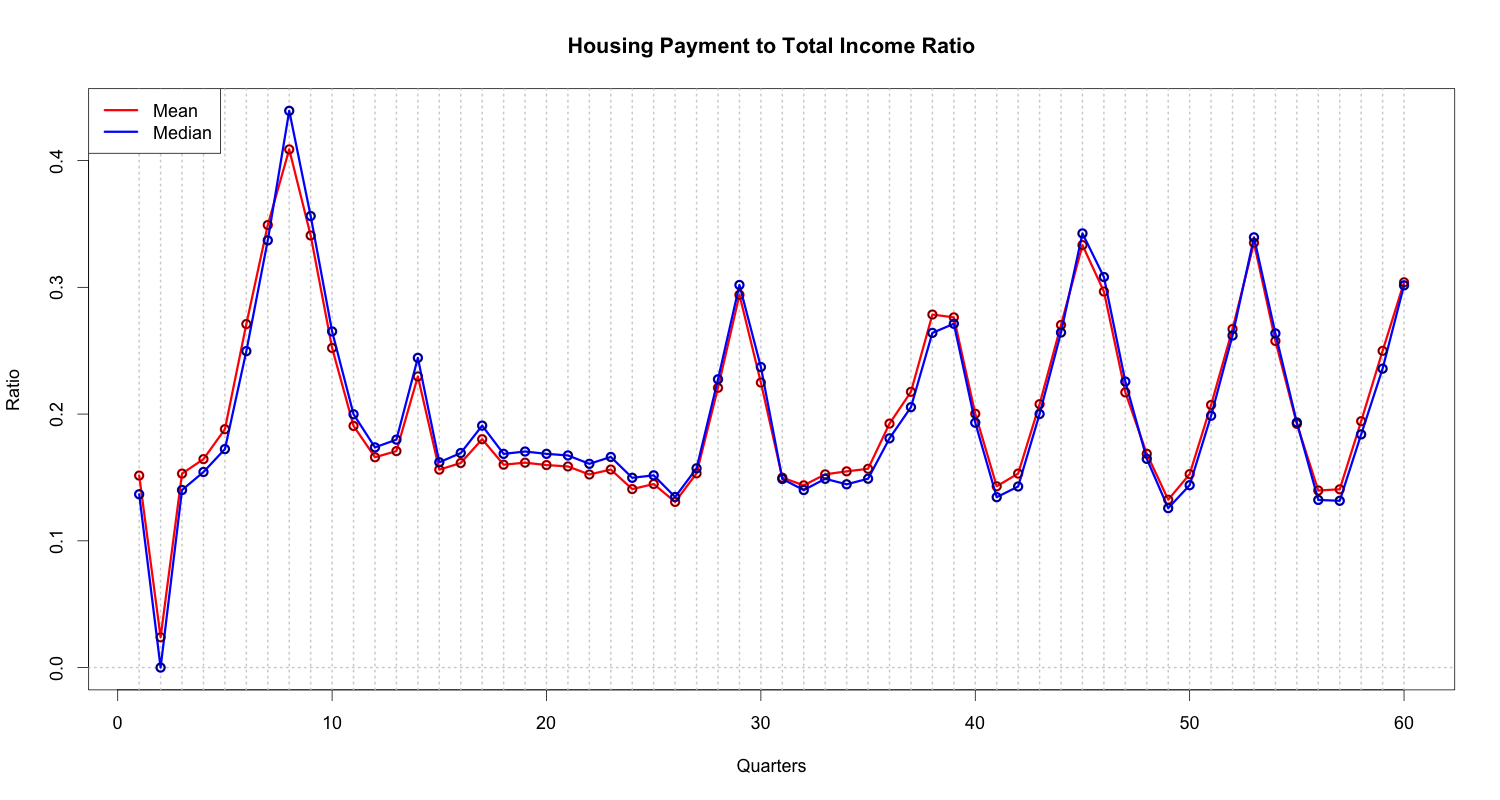 Housing Payment to Total Income Ratio
Mean
Median
0.4
0.3
0.2
0.1
0.0
Ratio
0 10 20 30 40 50 60
Quarters